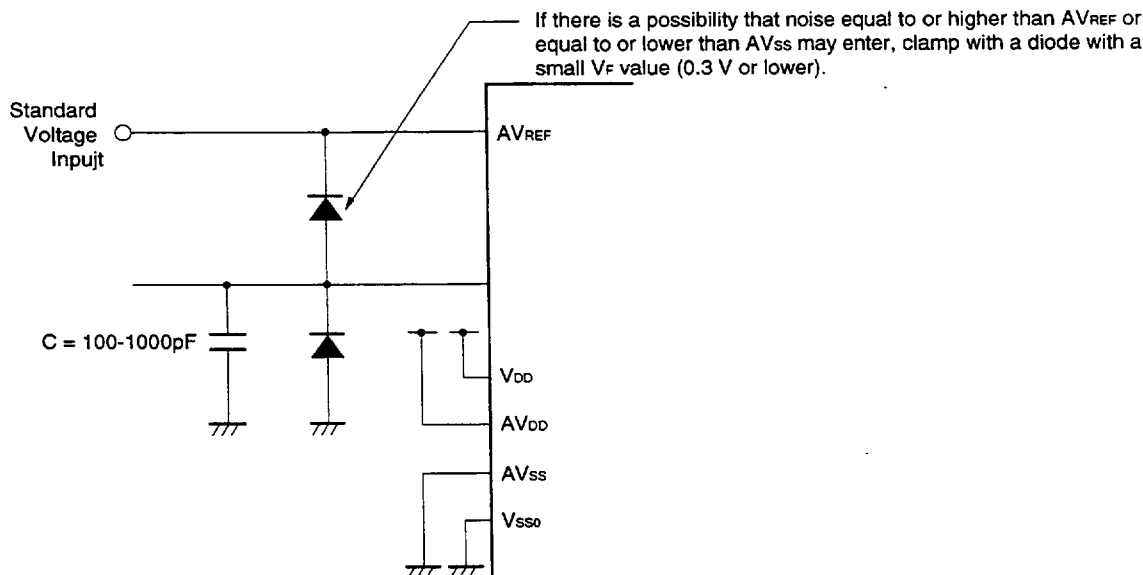 If there is a possibility that noise equal to or higher than AVREF or
equal to or lower than AVSS may enter, clamp with a diode with a
small VF value (0.3 V or lower).
Standard
Voltage
Inpujt
AVREF
C = 100-1000pF
VDD
AVDD
AVSS
VSS0